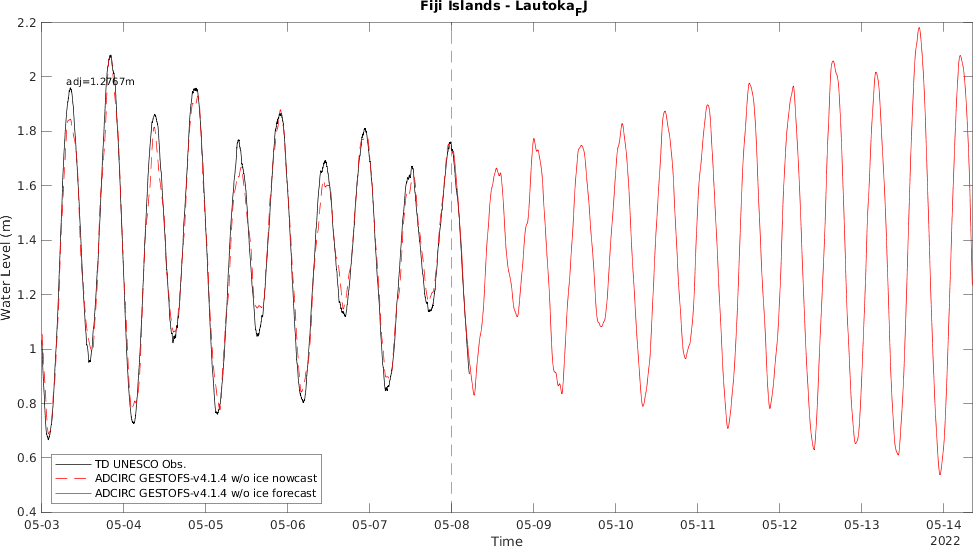 Fiji Islands - Lautoka_FJ
adj=1.2767m
2.2
2
1.8
1.6
1.4
1.2
1
0.8
0.6
0.4
Water Level (m)
TD UNESCO Obs.
ADCIRC GESTOFS-v4.1.4 w/o ice nowcast
ADCIRC GESTOFS-v4.1.4 w/o ice forecast
05-03 05-04 05-05 05-06 05-07 05-08 05-09 05-10 05-11 05-12 05-13 05-14
Time
2022